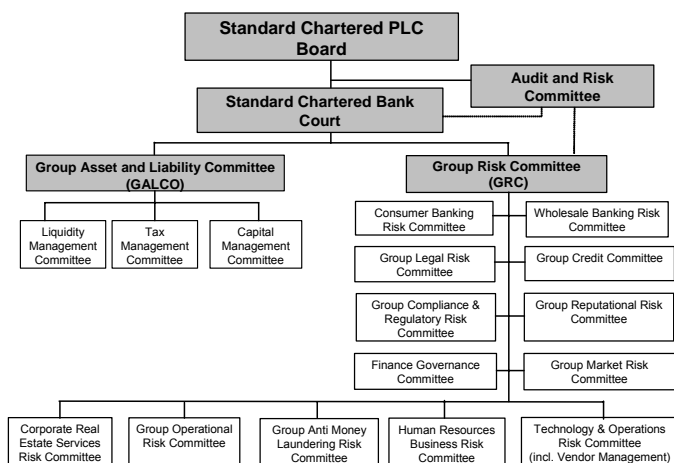 Standard Chartered PLC
Board
Audit and Risk
Committee
Standard Chartered Bank
Court
Group Asset and Liability Committee
(GALCO)
Group Risk Committee
(GRC)
Liquidity
Management
Committee
Tax
Management
Committee
Capital
Management
Committee
Consumer Banking
Risk Committee
Wholesale Banking Risk
Committee
Group Legal Risk
Committee
Group Credit Committee
Group Compliance &
Regulatory Risk
Committee
Group Reputational Risk
Committee
Finance Governance
Committee
Group Market Risk
Committee
Corporate Real
Estate Services
Risk Committee
Group Operational
Risk Committee
Group Anti Money
Laundering Risk
Committee
Human Resources
Business Risk
Committee
Technology & Operations
Risk Committee
(incl. Vendor Management)